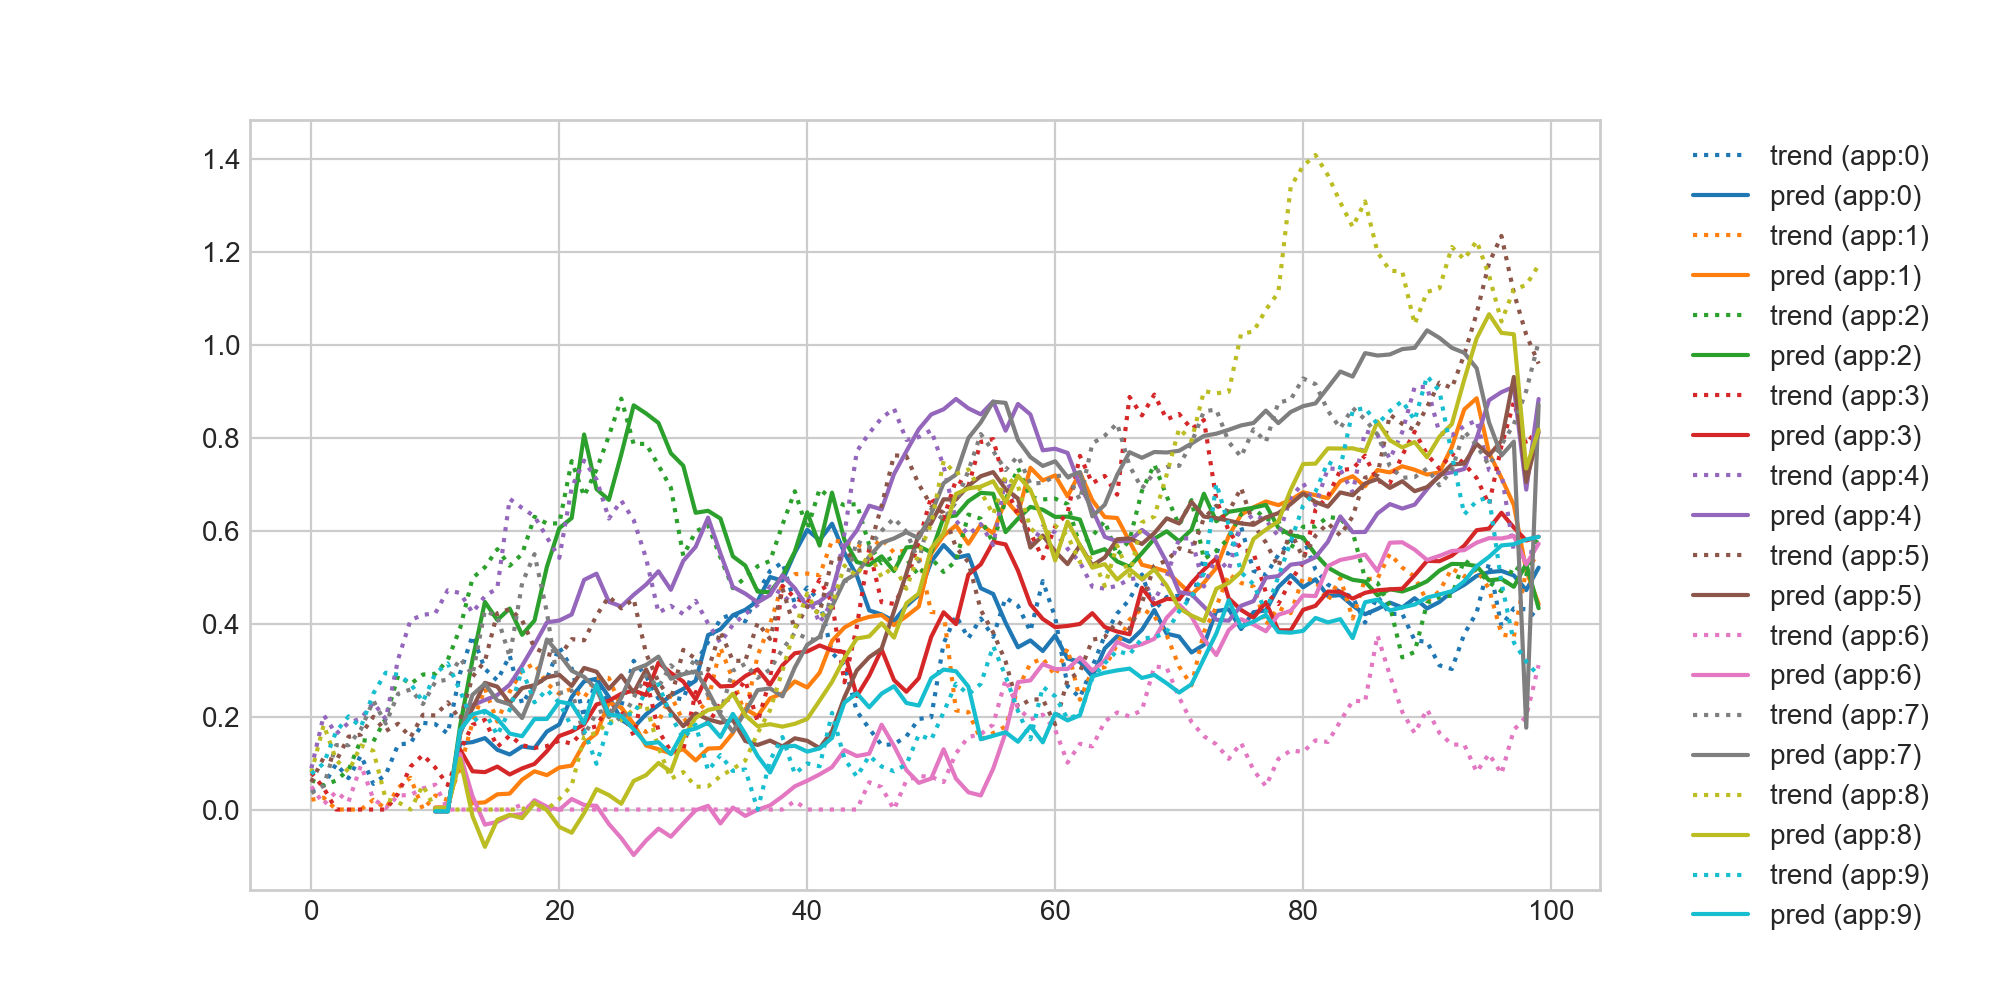 1.4
1.2
1.0
0.8
0.6
0.4
0.2
0.0
0 20 40 60 80 100
trend (app:0)
pred (app:0)
trend (app:1)
pred (app:1)
trend (app:2)
pred (app:2)
trend (app:3)
pred (app:3)
trend (app:4)
pred (app:4)
trend (app:5)
pred (app:5)
trend (app:6)
pred (app:6)
trend (app:7)
pred (app:7)
trend (app:8)
pred (app:8)
trend (app:9)
pred (app:9)